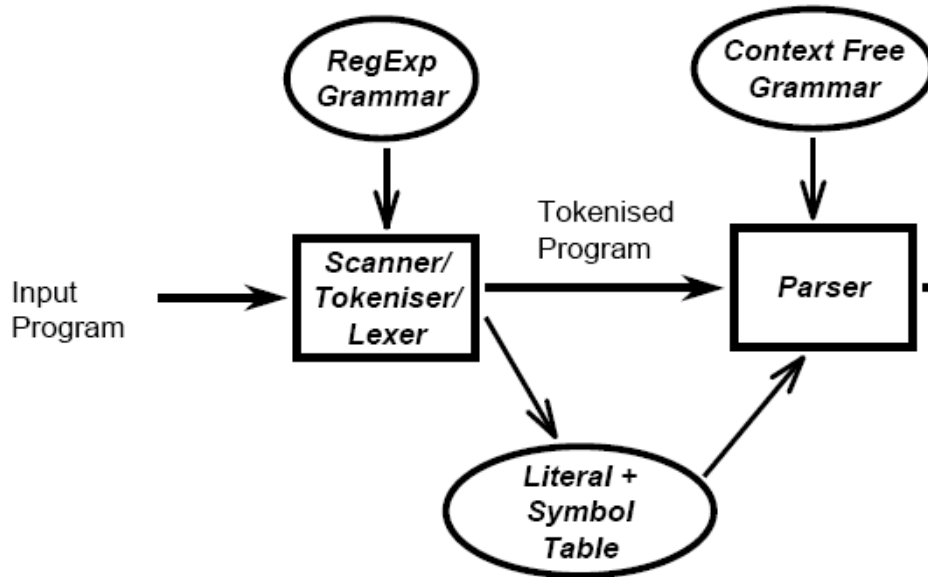 RegExp
Grammar
Context Free
Grammar
Tokenised
Program
Input
Program
Scanner/
Tokeniser/
Lexer
Parser
Literal +
Symbol
Table